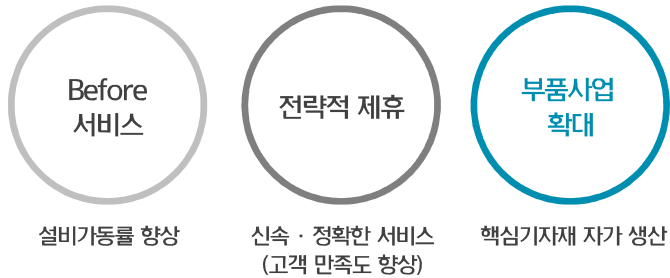 Before
서비스
설비가동률 향상
전략적 제휴
신속 · 정확한 서비스
(고객 만족도 향상)
부품사업
확대
핵심기자재 자가 생산